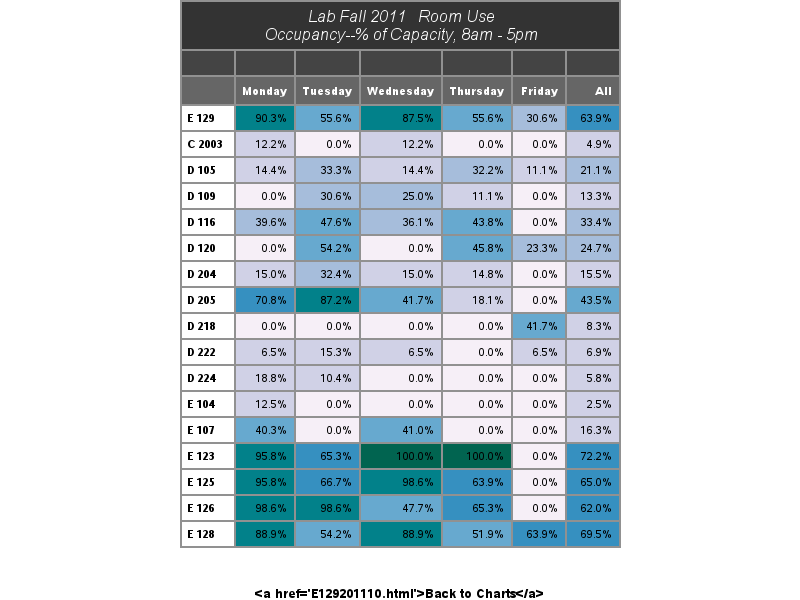 Lab Fall 2011 Room Use
Occupancy--% of Capacity, 8am - 5pm
Monday Tuesday Wednesday Thursday Friday All
E 129 90.3% 55.6% 87.5% 55.6% 30.6% 63.9%
C 2003 12.2% 0.0% 12.2% 0.0% 0.0% 4.9%
D 105 14.4% 33.3% 14.4% 32.2% 11.1% 21.1%
D 109 0.0% 30.6% 25.0% 11.1% 0.0% 13.3%
D 116 39.6% 47.6% 36.1% 43.8% 0.0% 33.4%
D 120 0.0% 54.2% 0.0% 45.8% 23.3% 24.7%
D 204 15.0% 32.4% 15.0% 14.8% 0.0% 15.5%
D 205 70.8% 87.2% 41.7% 18.1% 0.0% 43.5%
D 218 0.0% 0.0% 0.0% 0.0% 41.7% 8.3%
D 222 6.5% 15.3% 6.5% 0.0% 6.5% 6.9%
D 224 18.8% 10.4% 0.0% 0.0% 0.0% 5.8%
E 104 12.5% 0.0% 0.0% 0.0% 0.0% 2.5%
E 107 40.3% 0.0% 41.0% 0.0% 0.0% 16.3%
E 123 95.8% 65.3% 100.0% 100.0% 0.0% 72.2%
E 125 95.8% 66.7% 98.6% 63.9% 0.0% 65.0%
E 126 98.6% 98.6% 47.7% 65.3% 0.0% 62.0%
E 128 88.9% 54.2% 88.9% 51.9% 63.9% 69.5%
<a href='E129201110.html'>Back to Charts</a>